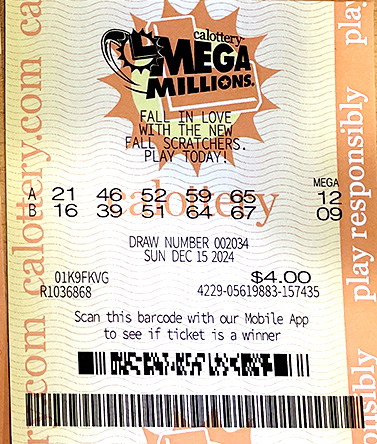 calottery
MEGA
MILLIONS.
FALL IN LOVE
WITH THE NEW
FALL SCRATCHERS.
PLAY TODAY!
MEGA
A 21 46 52 59 65 12
B 16 39 51 64 67 09
calottery
DRAW NUMBER 002034
SUN DEC 15 2024
01K9FKVG $4.00
R1036868 4229-05619883-157435
Scan this barcode with our Mobile App
to see if ticket is a winner
ry.com calottery.com ca
play responsibly play